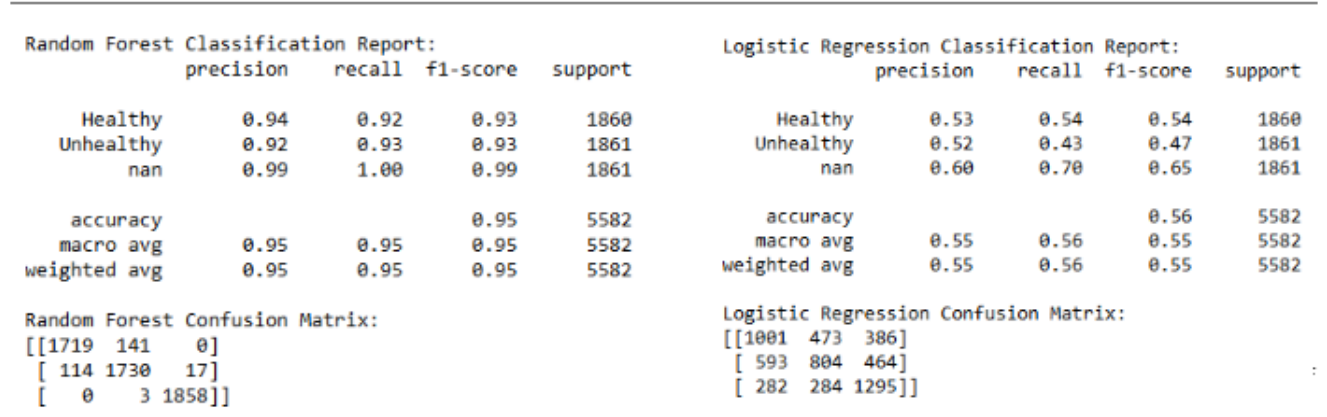 Random Forest Classification Report:
precision recall f1-score support
Healthy 0.94 0.92 0.93 1860
Unhealthy 0.92 0.93 0.93 1861
nan 0.99 1.00 0.99 1861
accuracy 0.95 5582
macro avg 0.95 0.95 0.95 5582
weighted avg 0.95 0.95 0.95 5582
Random Forest Confusion Matrix:
[[1719 141 0]
[ 114 1730 17]
[ 0 3 1858]]
Logistic Regression Classification Report:
precision recall f1-score support
Healthy 0.53 0.54 0.54 1860
Unhealthy 0.52 0.43 0.47 1861
nan 0.60 0.70 0.65 1861
accuracy 0.56 5582
macro avg 0.55 0.56 0.55 5582
weighted avg 0.55 0.56 0.55 5582
Logistic Regression Confusion Matrix:
[[1001 473 386]
[ 593 804 464]
[ 282 284 1295]]
: